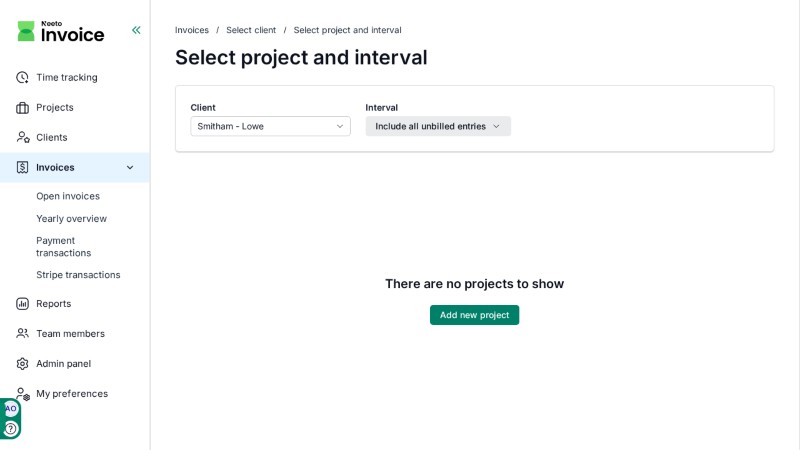 Neeto
Invoice
Time tracking
Projects
Clients
Invoices
Open invoices
Yearly overview
Payment
transactions
Stripe transactions
Reports
Team members
Admin panel
My preferences
AO
Invoices / Select client / Select project and interval
Select project and interval
Client
Interval
Smitham - Lowe
Include all unbilled entries
There are no projects to show
Add new project